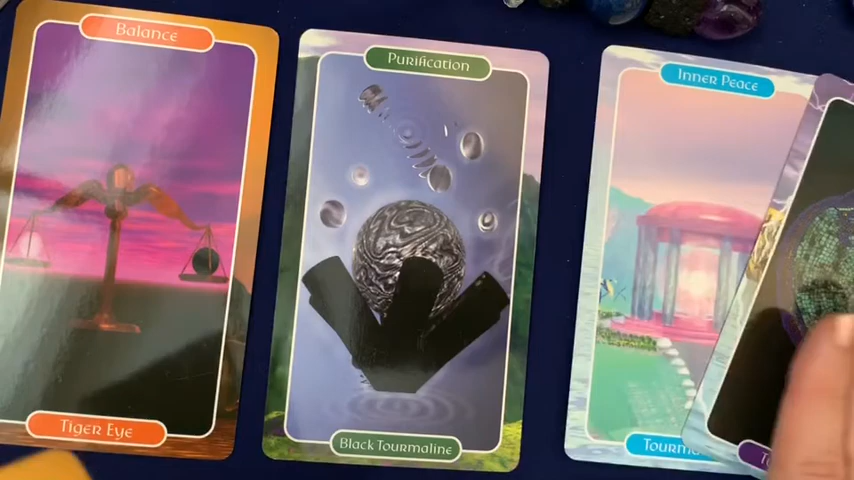 Balance
Purification
Inner Peace
Tiger Eye
Black Tourmaline